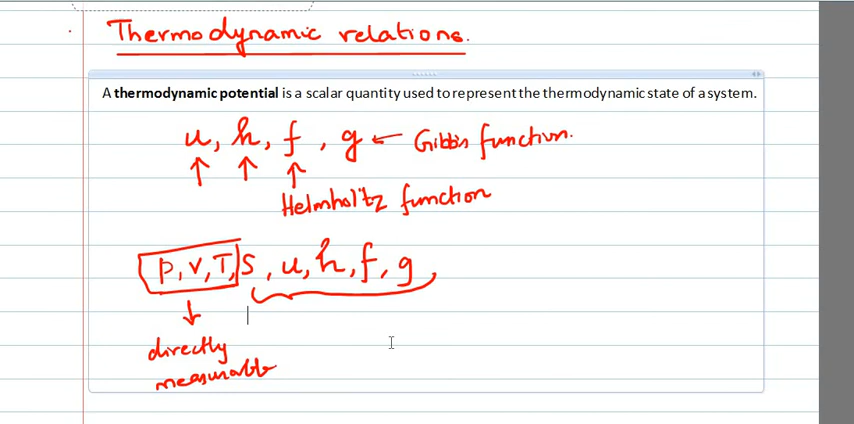 Thermodynamic relations.
A thermodynamic potential is a scalar quantity used to represent the thermodynamic state of a system.
u, h, f, g ← Gibbs function.
↑ ↑ ↑
Helmholtz function
P, V, T, S, u, h, f, g,
↓
directly
measurable